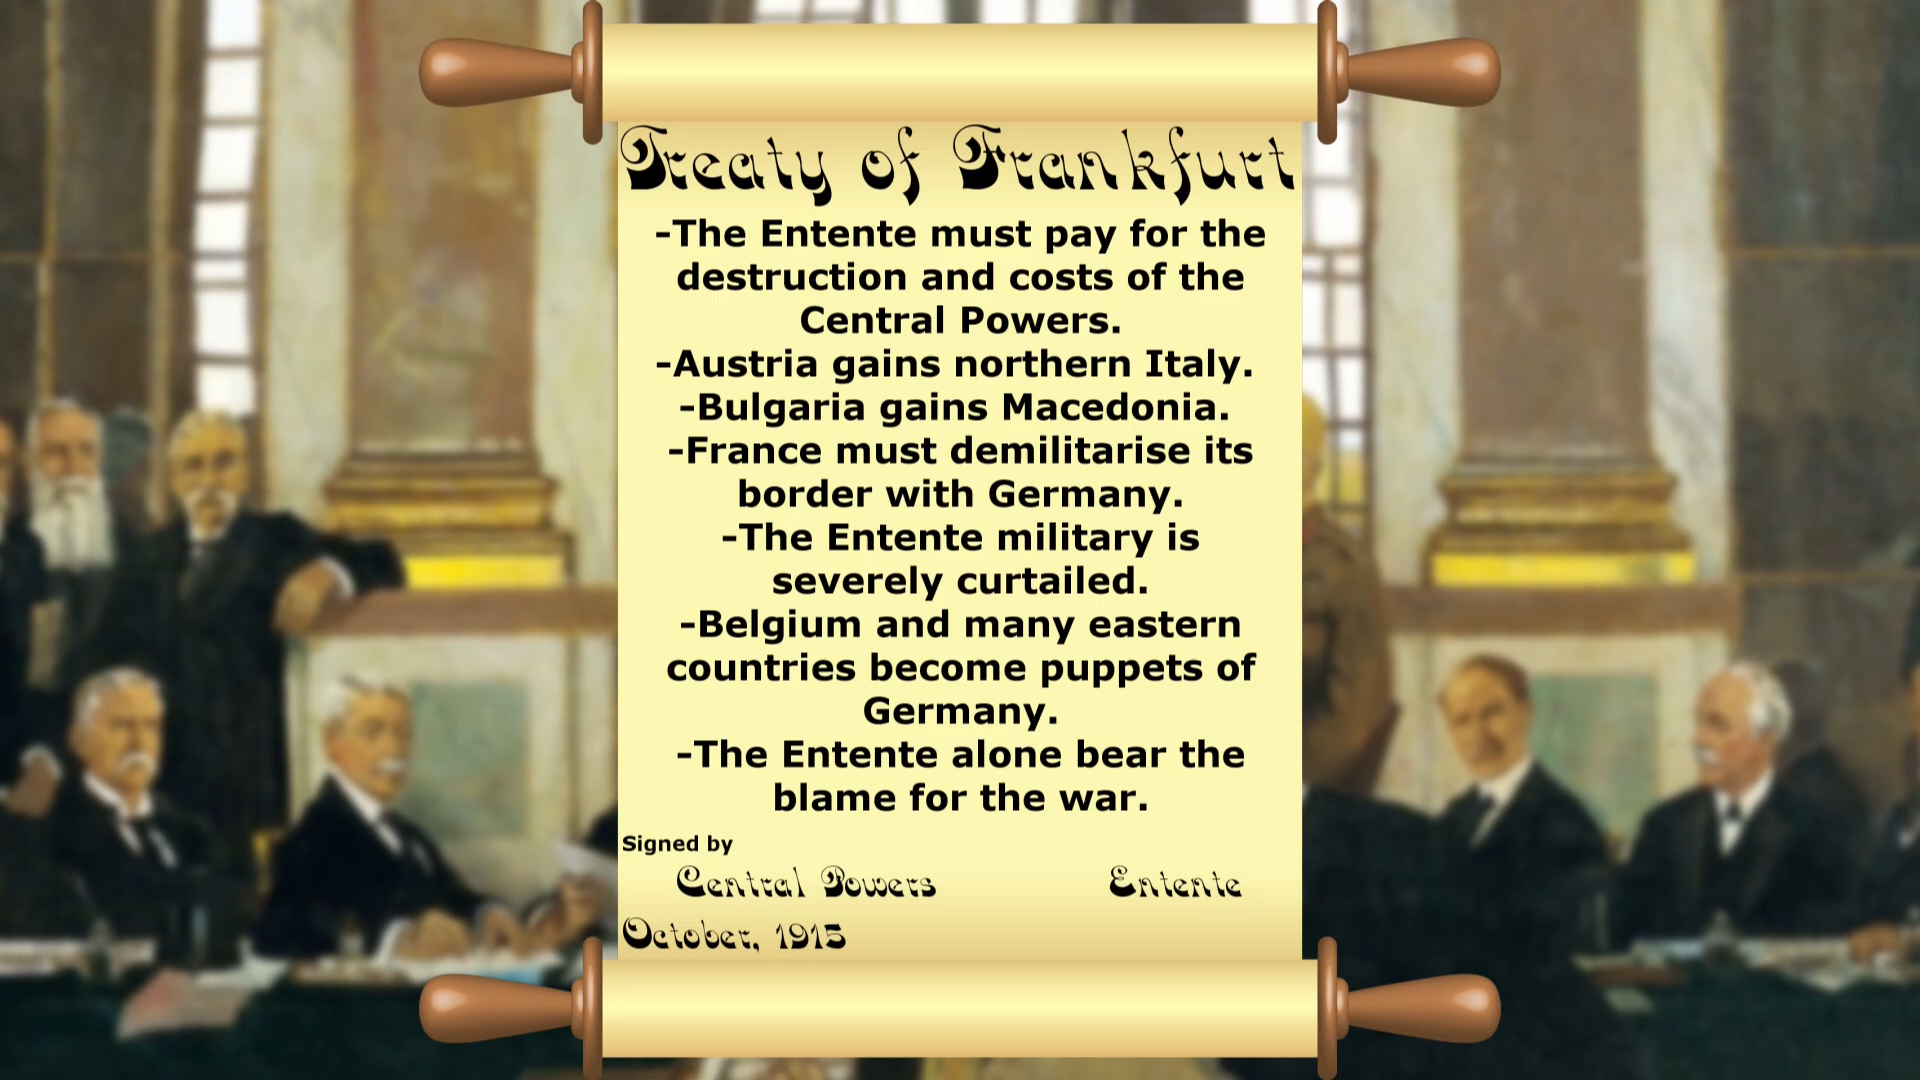 Treaty of Frankfurt
-The Entente must pay for the
destruction and costs of the
Central Powers.
-Austria gains northern Italy.
-Bulgaria gains Macedonia.
-France must demilitarise its
border with Germany.
-The Entente military is
severely curtailed.
-Belgium and many eastern
countries become puppets of
Germany.
-The Entente alone bear the
blame for the war.
Signed by
Central Powers Entente
October, 1915